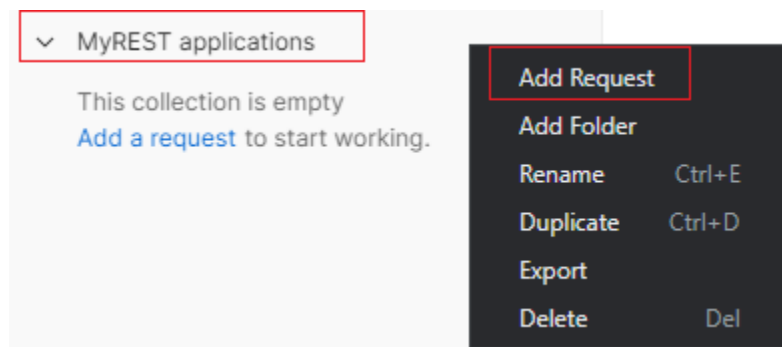 MyREST applications
This collection is empty
Add a request to start working.
Add Request
Add Folder
Rename Ctrl+E
Duplicate Ctrl+D
Export
Delete Del